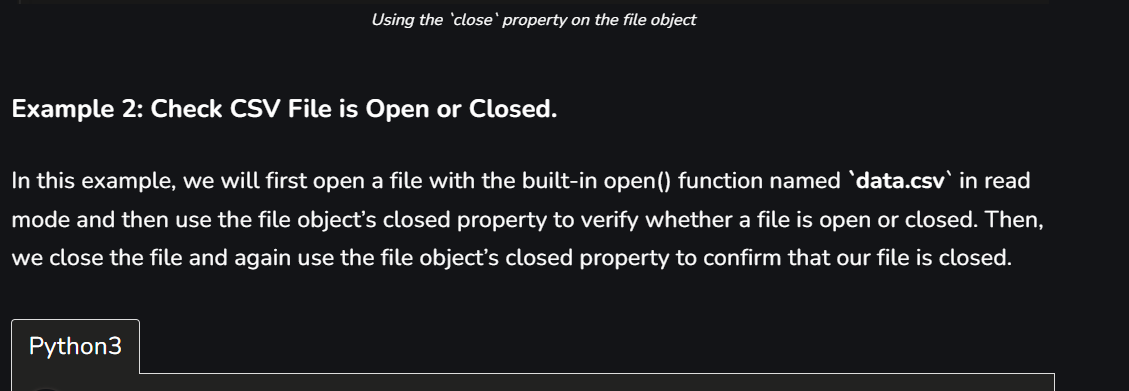 Using the `close` property on the file object
Example 2: Check CSV File is Open or Closed.
In this example, we will first open a file with the built-in open() function named `data.csv` in read
mode and then use the file object’s closed property to verify whether a file is open or closed. Then,
we close the file and again use the file object’s closed property to confirm that our file is closed.
Python3